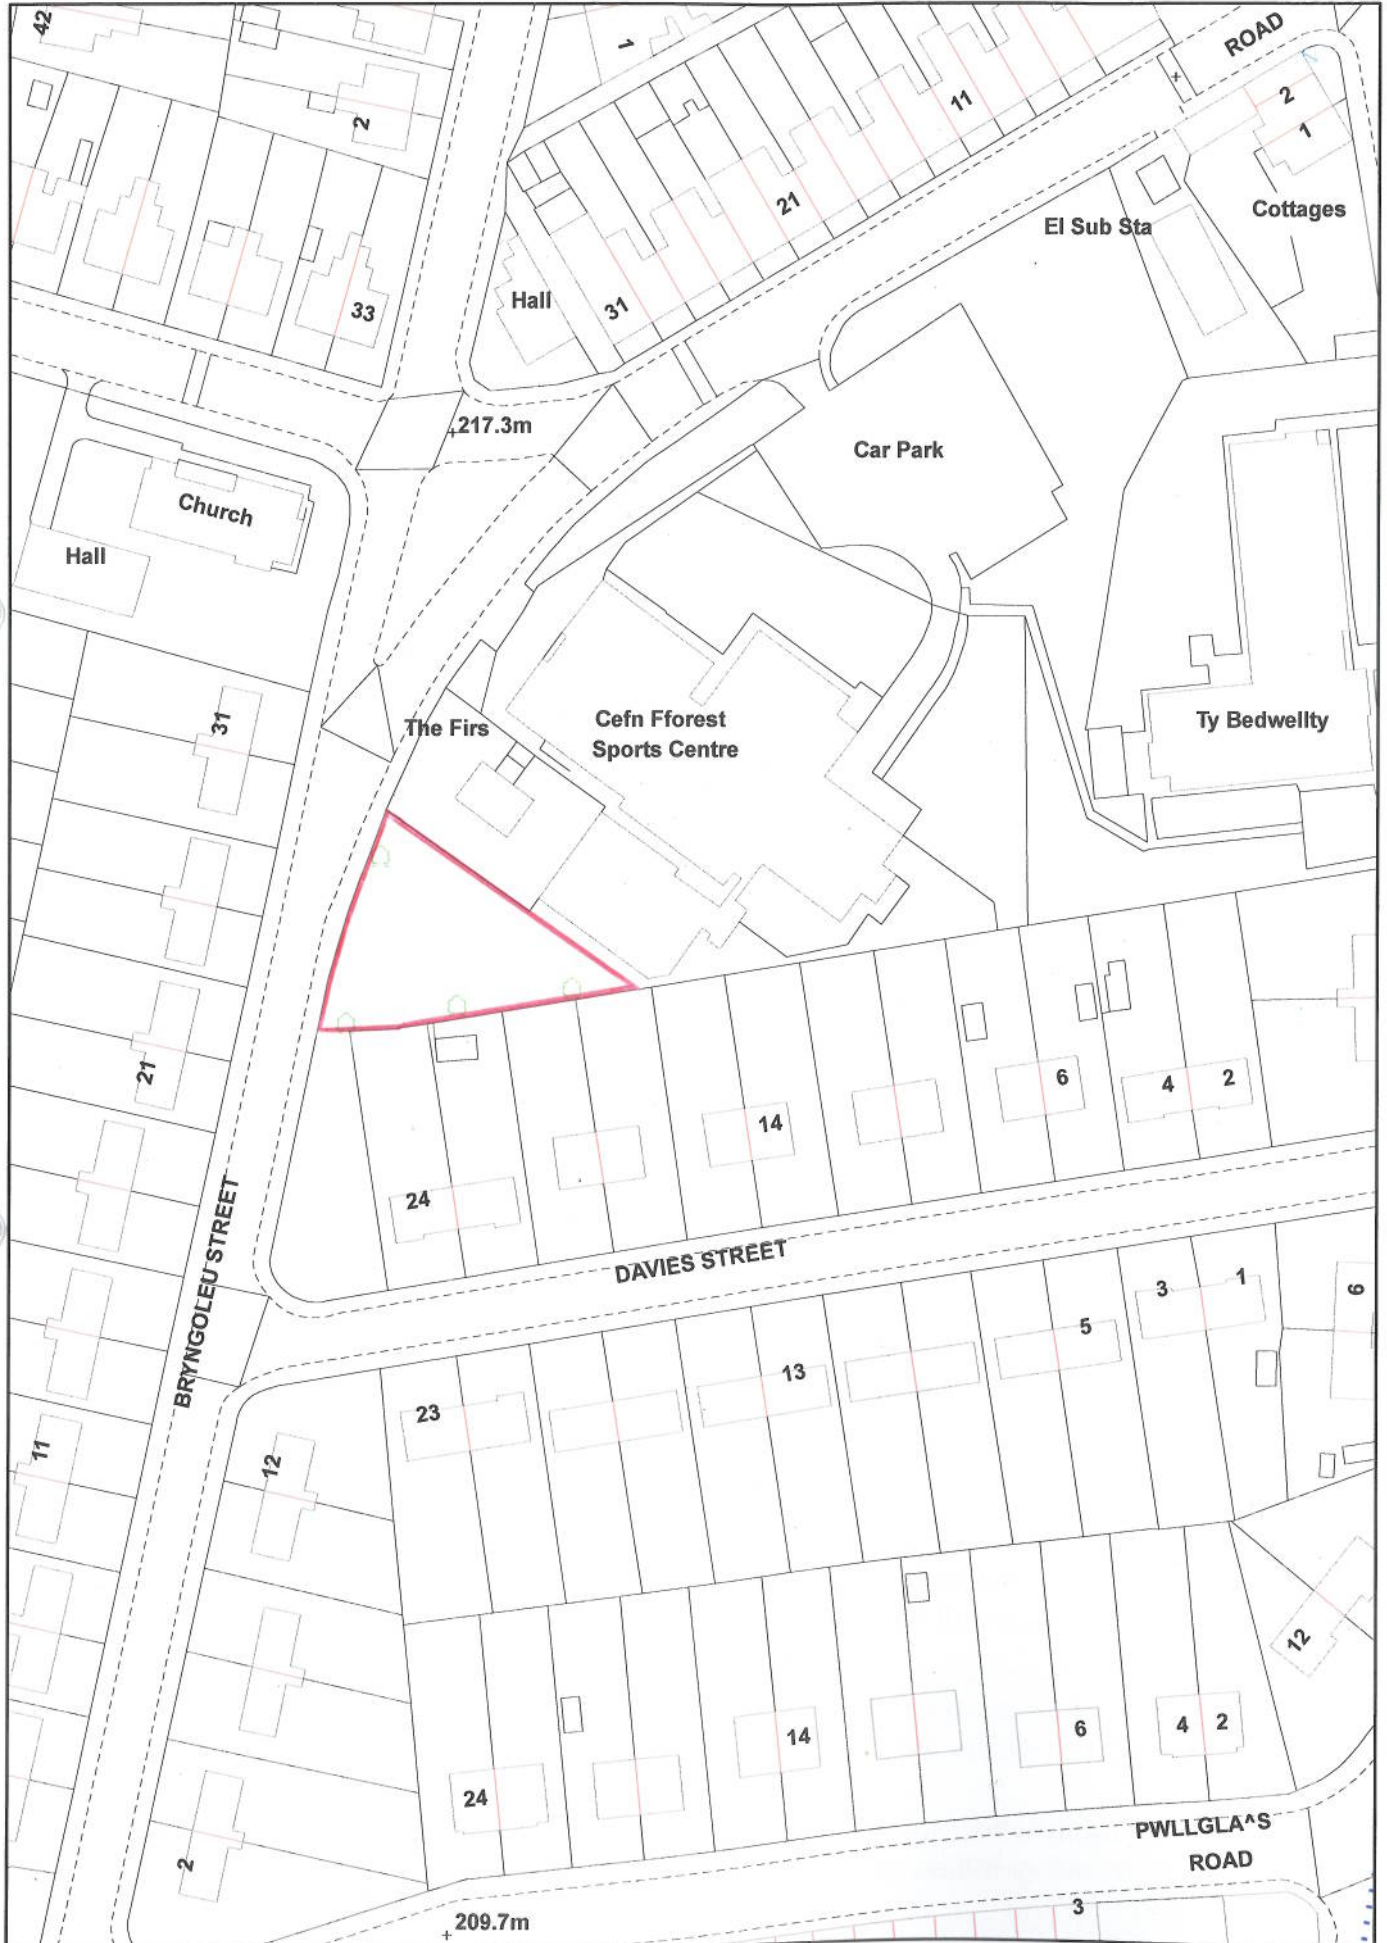 42
1
ROAD
2
11
2
1
21
Cottages
El Sub Sta
Hall
31
33
217.3m
Car Park
Church
Hall
31
The Firs
Cefn Fforest
Sports Centre
Ty Bedwellty
21
6
4
2
14
24
BRYNGOLEU STREET
DAVIES STREET
3
1
6
5
13
23
11
12
12
14
6
4
2
24
PWLLGLA^S
ROAD
2
3
209.7m